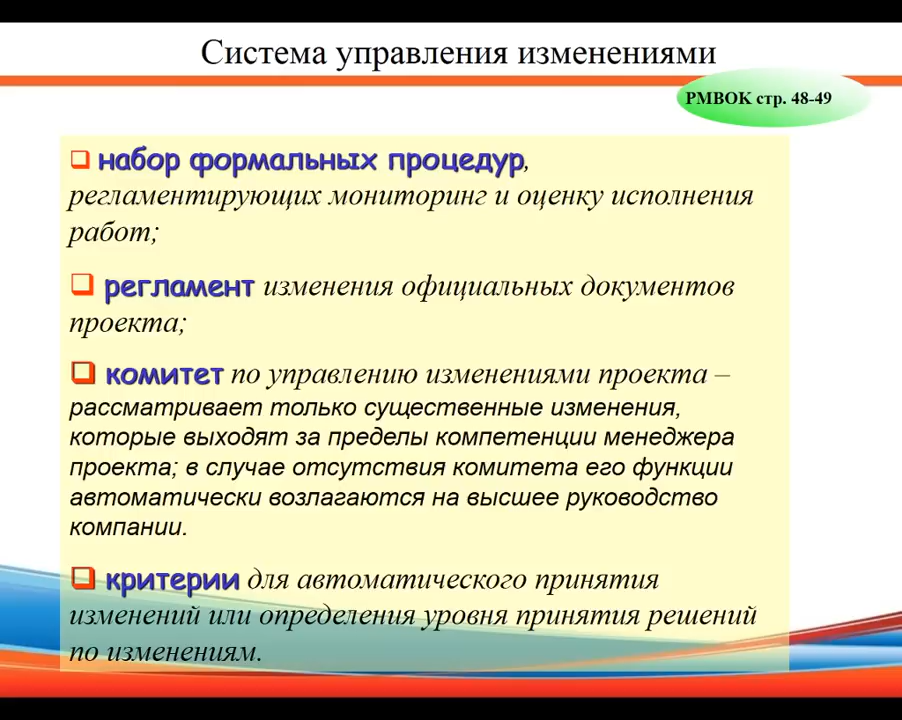 Система управления изменениями
PMBOK стр. 48-49
набор формальных процедур,
регламентирующих мониторинг и оценку исполнения
работ;
регламент изменения официальных документов
проекта;
комитет по управлению изменениями проекта –
рассматривает только существенные изменения,
которые выходят за пределы компетенции менеджера
проекта; в случае отсутствия комитета его функции
автоматически возлагаются на высшее руководство
компании.
критерии для автоматического принятия
изменений или определения уровня принятия решений
по изменениям.